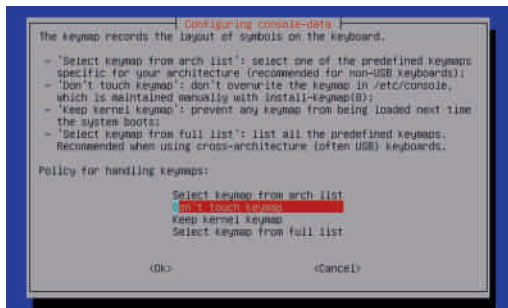 Configuring console-data
The keymap records the layout of symbols on the keyboard.
- 'Select keymap from arch list': select one of the predefined keymaps
specific for your architecture (recommended for non-USB keyboards);
- 'Don't touch keymap': don't overwrite the keymap in /etc/console,
which is maintained manually with install-keymap(8);
- 'Keep kernel keymap': prevent any keymap from being loaded next time
the system boots;
- 'Select keymap from full list': list all the predefined keymaps.
Recommended when using cross-architecture (often USB) keyboards.
Policy for handling keymaps:
Select keymap from arch list
Don't touch keymap
Keep kernel keymap
Select keymap from full list
<Ok>
<Cancel>